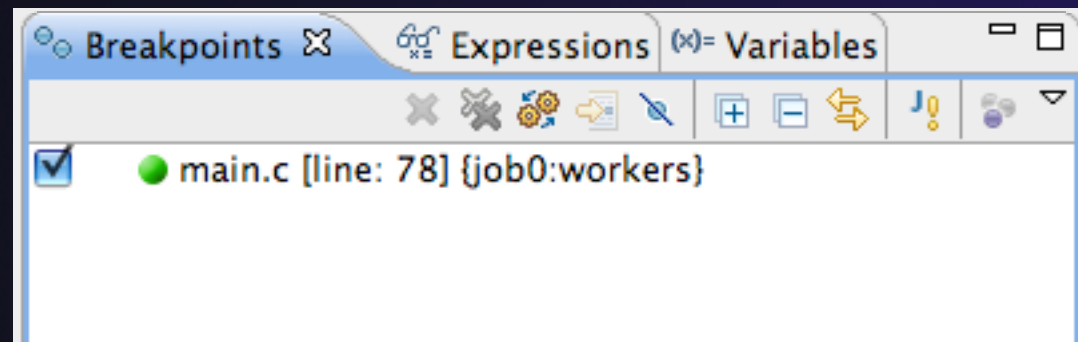 Breakpoints Expressions (x)= Variables
main.c [line: 78] {job0:workers}